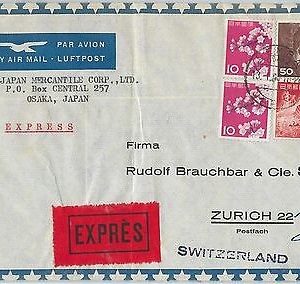 PAR AVION
BY AIR MAIL · LUFTPOST
-JAPAN MERCANTILE CORP., LTD.
P. O. Box CENTRAL 257
OSAKA, JAPAN
EXPRESS
10
50
10
Firma
Rudolf Brauchbar & Cie. S
ZURICH 22/
Postfach
SWITZERLAND
EXPRÈS